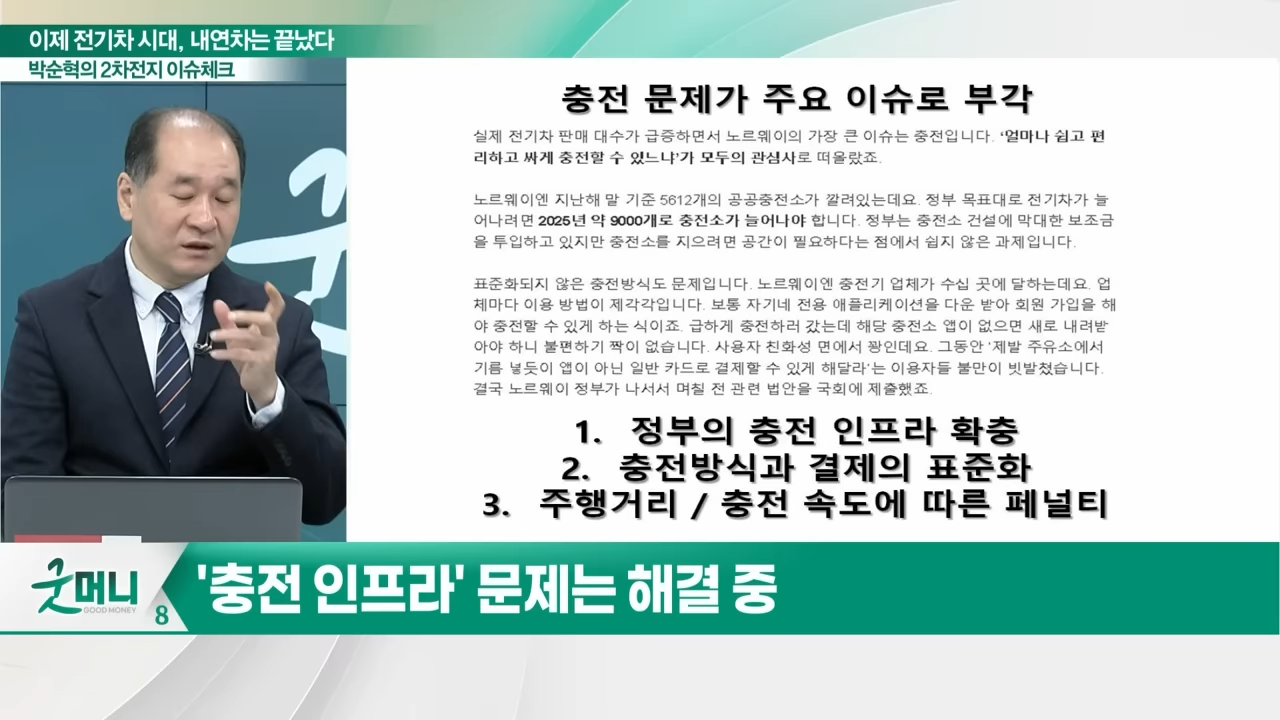 이제 전기차 시대, 내연차는 끝났다
박순혁의 2차전지 이슈체크
충전 문제가 주요 이슈로 부각
실제 전기차 판매 대수가 급증하면서 노르웨이의 가장 큰 이슈는 충전입니다. ‘얼마나 쉽고 편
리하고 싸게 충전할 수 있느냐’가 모두의 관심사로 떠올랐죠.
노르웨이엔 지난해 말 기준 5612개의 공공충전소가 깔려있는데요. 정부 목표대로 전기차가 늘
어나려면 2025년 약 9000개로 충전소가 늘어나야 합니다. 정부는 충전소 건설에 막대한 보조금
을 투입하고 있지만 충전소를 지으려면 공간이 필요하다는 점에서 쉽지 않은 과제입니다.
표준화되지 않은 충전방식도 문제입니다. 노르웨이엔 충전기 업체가 수십 곳에 달하는데요. 업
체마다 이용 방법이 제각각입니다. 보통 자기네 전용 애플리케이션을 다운 받아 회원 가입을 해
야 충전할 수 있게 하는 식이죠. 급하게 충전하러 갔는데 해당 충전소 앱이 없으면 새로 내려받
아야 하니 불편하기 짝이 없습니다. 사용자 친화성 면에서 꽝인데요. 그동안 ‘제발 주유소에서
기름 넣듯이 앱이 아닌 일반 카드로 결제할 수 있게 해달라’는 이용자들 불만이 빗발쳤습니다.
결국 노르웨이 정부가 나서서 며칠 전 관련 법안을 국회에 제출했죠.
1. 정부의 충전 인프라 확충
2. 충전방식과 결제의 표준화
3. 주행거리 / 충전 속도에 따른 페널티
굿머니
GOOD MONEY
8
'충전 인프라' 문제는 해결 중